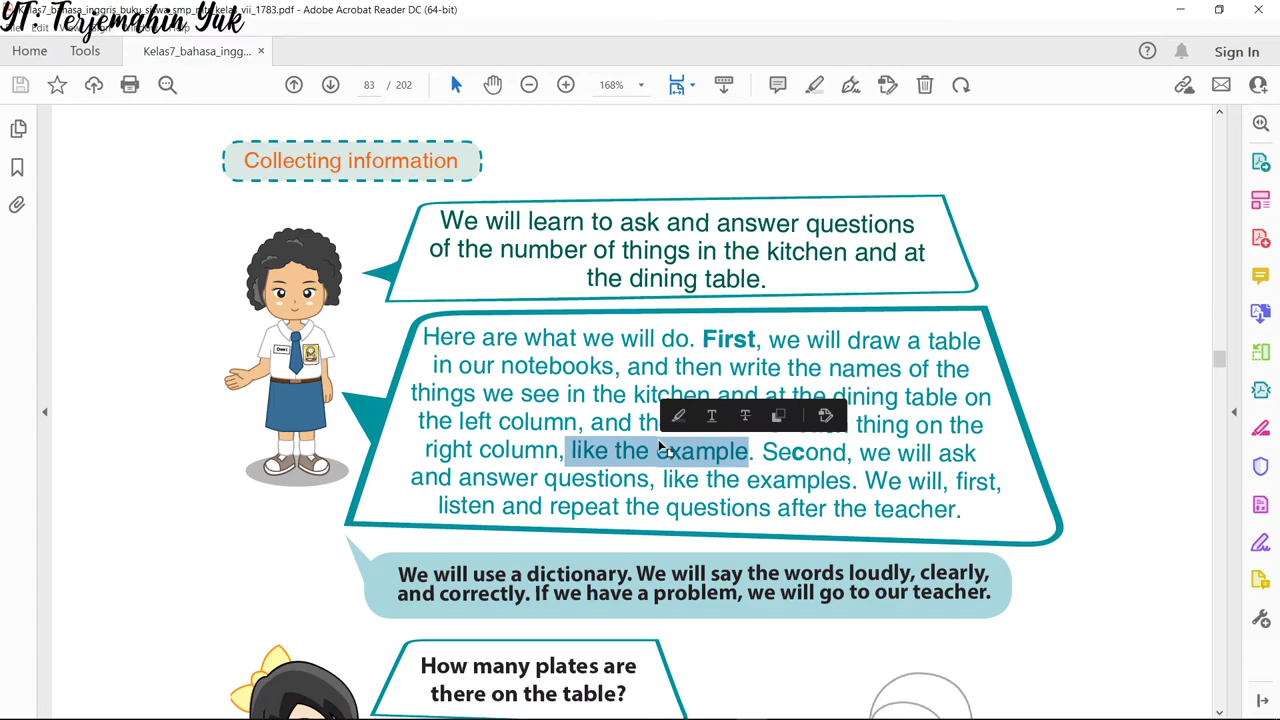 YT: Terjemahin Yuk
Kelas7_bahasa_inggris_buku_siswa_smp_mts_kelas_vii_1783.pdf - Adobe Acrobat Reader DC (64-bit)
Home
Tools
Kelas7_bahasa_ingg...
Sign In
83 / 202
168%
Collecting information
We will learn to ask and answer questions
of the number of things in the kitchen and at
the dining table.
Here are what we will do. First, we will draw a table
in our notebooks, and then write the names of the
things we see in the kitchen and at the dining table on
the left column, and th thing on the
right column, like the example. Second, we will ask
and answer questions, like the examples. We will, first,
listen and repeat the questions after the teacher.
We will use a dictionary. We will say the words loudly, clearly,
and correctly. If we have a problem, we will go to our teacher.
How many plates are
there on the table?